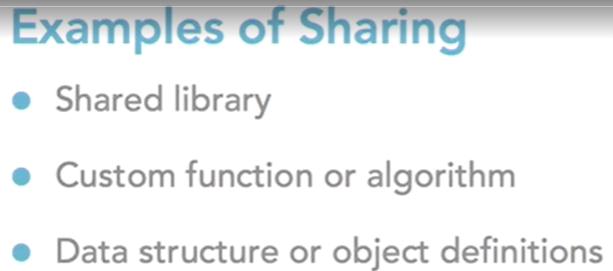 Examples of Sharing
Shared library
Custom function or algorithm
Data structure or object definitions